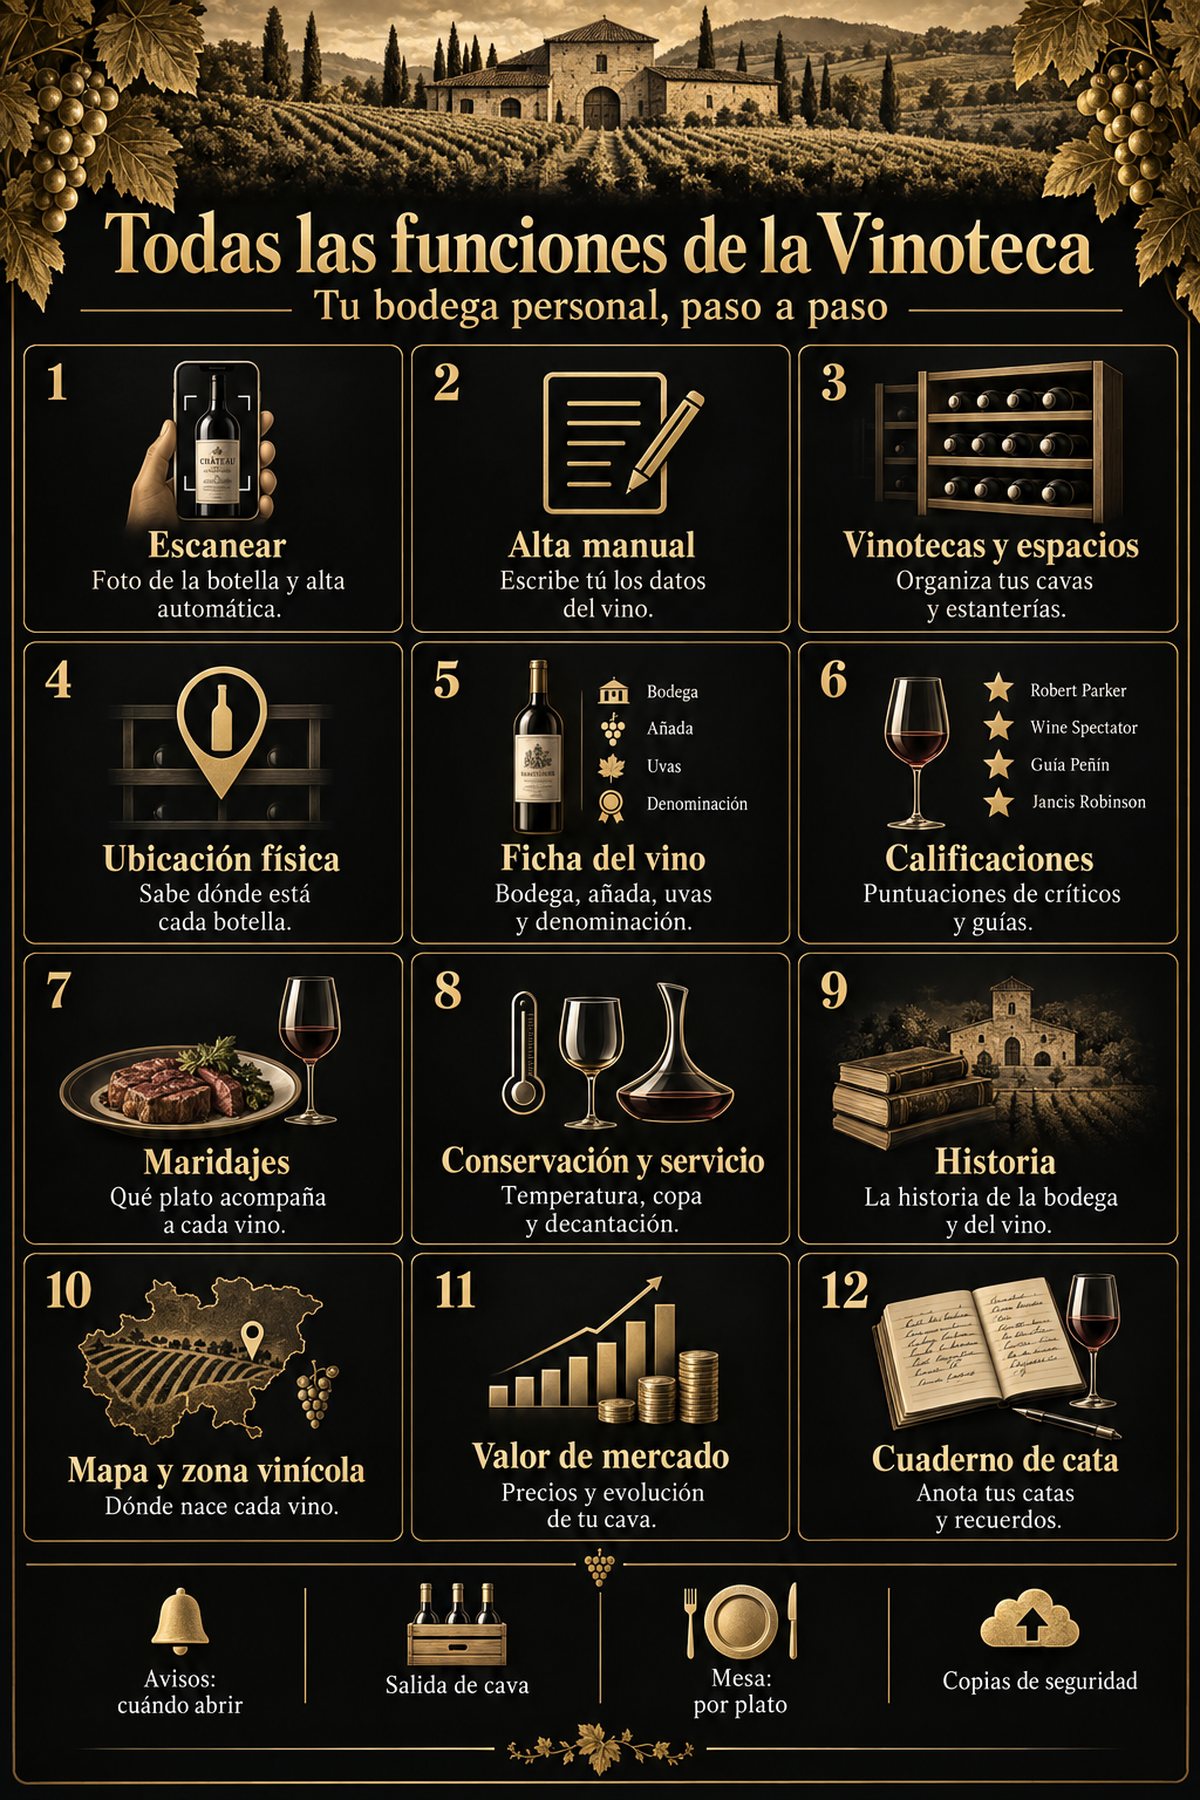 Todas las funciones de la Vinoteca
Tu bodega personal, paso a paso
1
CHÂTEAU
Escanear
Foto de la botella y alta
automática.
2
Alta manual
Escribe tú los datos
del vino.
3
Vinotecas y espacios
Organiza tus cavas
y estanterías.
4
Ubicación física
Sabe dónde está
cada botella.
5
Bodega
Añada
Uvas
Denominación
Ficha del vino
Bodega, añada, uvas
y denominación.
6
Robert Parker
Wine Spectator
Guía Peñín
Jancis Robinson
Calificaciones
Puntuaciones de críticos
y guías.
7
Maridajes
Qué plato acompaña
a cada vino.
8
Conservación y servicio
Temperatura, copa
y decantación.
9
Historia
La historia de la bodega
y del vino.
10
Mapa y zona vinícola
Dónde nace cada vino.
11
Valor de mercado
Precios y evolución
de tu cava.
12
Cuaderno de cata
Anota tus catas
y recuerdos.
Avisos:
cuándo abrir
Salida de cava
Mesa:
por plato
Copias de seguridad